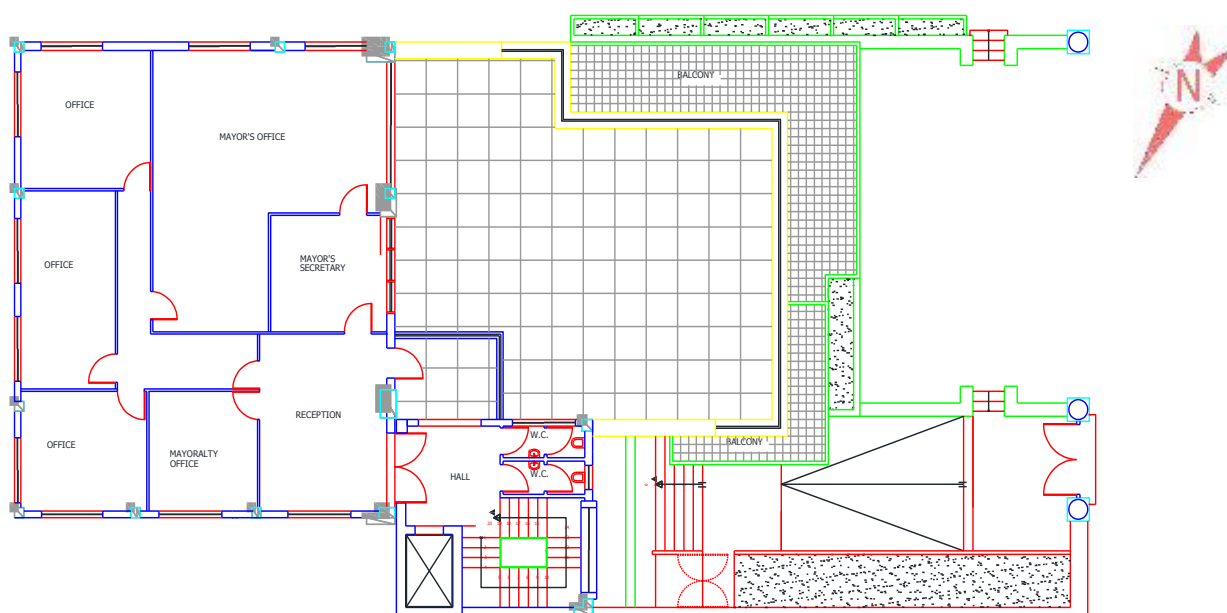 BALCONY
N
OFFICE
MAYOR'S OFFICE
OFFICE
MAYOR'S
SECRETARY
RECEPTION
OFFICE
MAYORALTY
OFFICE
HALL
W.C.
W.C.
BALCONY